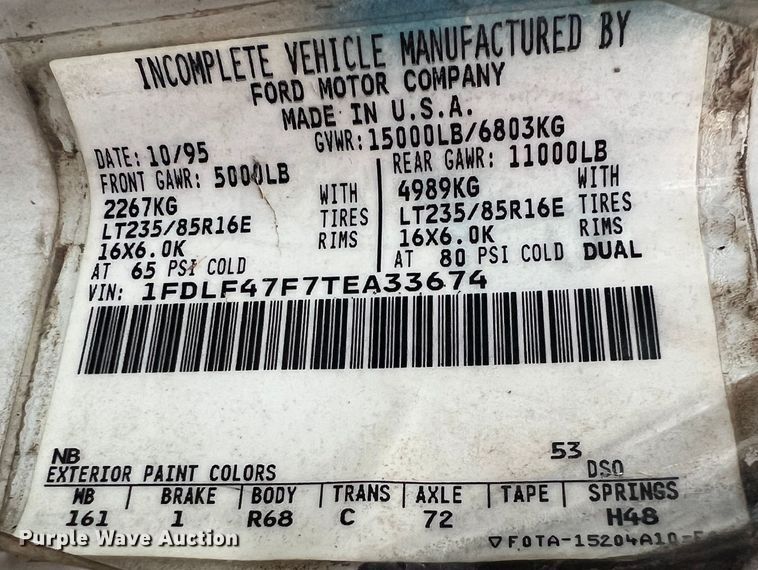 INCOMPLETE VEHICLE MANUFACTURED BY
FORD MOTOR COMPANY
MADE IN U.S.A.
DATE: 10/95 GVWR: 15000LB/6803KG
FRONT GAWR: 5000LB REAR GAWR: 11000LB
2267KG WITH 4989KG WITH
LT235/85R16E TIRES LT235/85R16E TIRES
16X6.0K RIMS 16X6.0K RIMS
AT 65 PSI COLD AT 80 PSI COLD DUAL
VIN: 1FDLF47F7TEA33674
NB 53
EXTERIOR PAINT COLORS DSO
WB | BRAKE | BODY | TRANS | AXLE | TAPE | SPRINGS
161 1 R68 C 72 H48
▽ F0TA-15204A10-
Purple Wave Auction